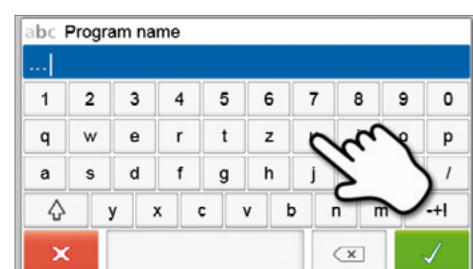 abc Program name
...
1 2 3 4 5 6 7 8 9 0
q w e r t z o p
a s d f g h j /
y x c v b n m -+I